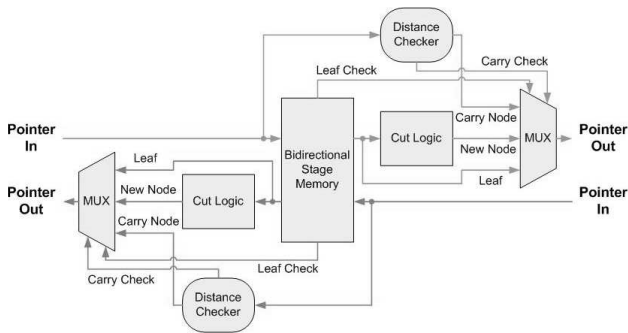 Distance
Checker
Carry Check
Leaf Check
Carry Node
Pointer
In
Cut Logic
MUX
Pointer
Out
New Node
Bidirectional
Stage
Memory
Leaf
Leaf
Pointer
Out
MUX
New Node
Cut Logic
Pointer
In
Carry Node
Leaf Check
Carry Check
Distance
Checker